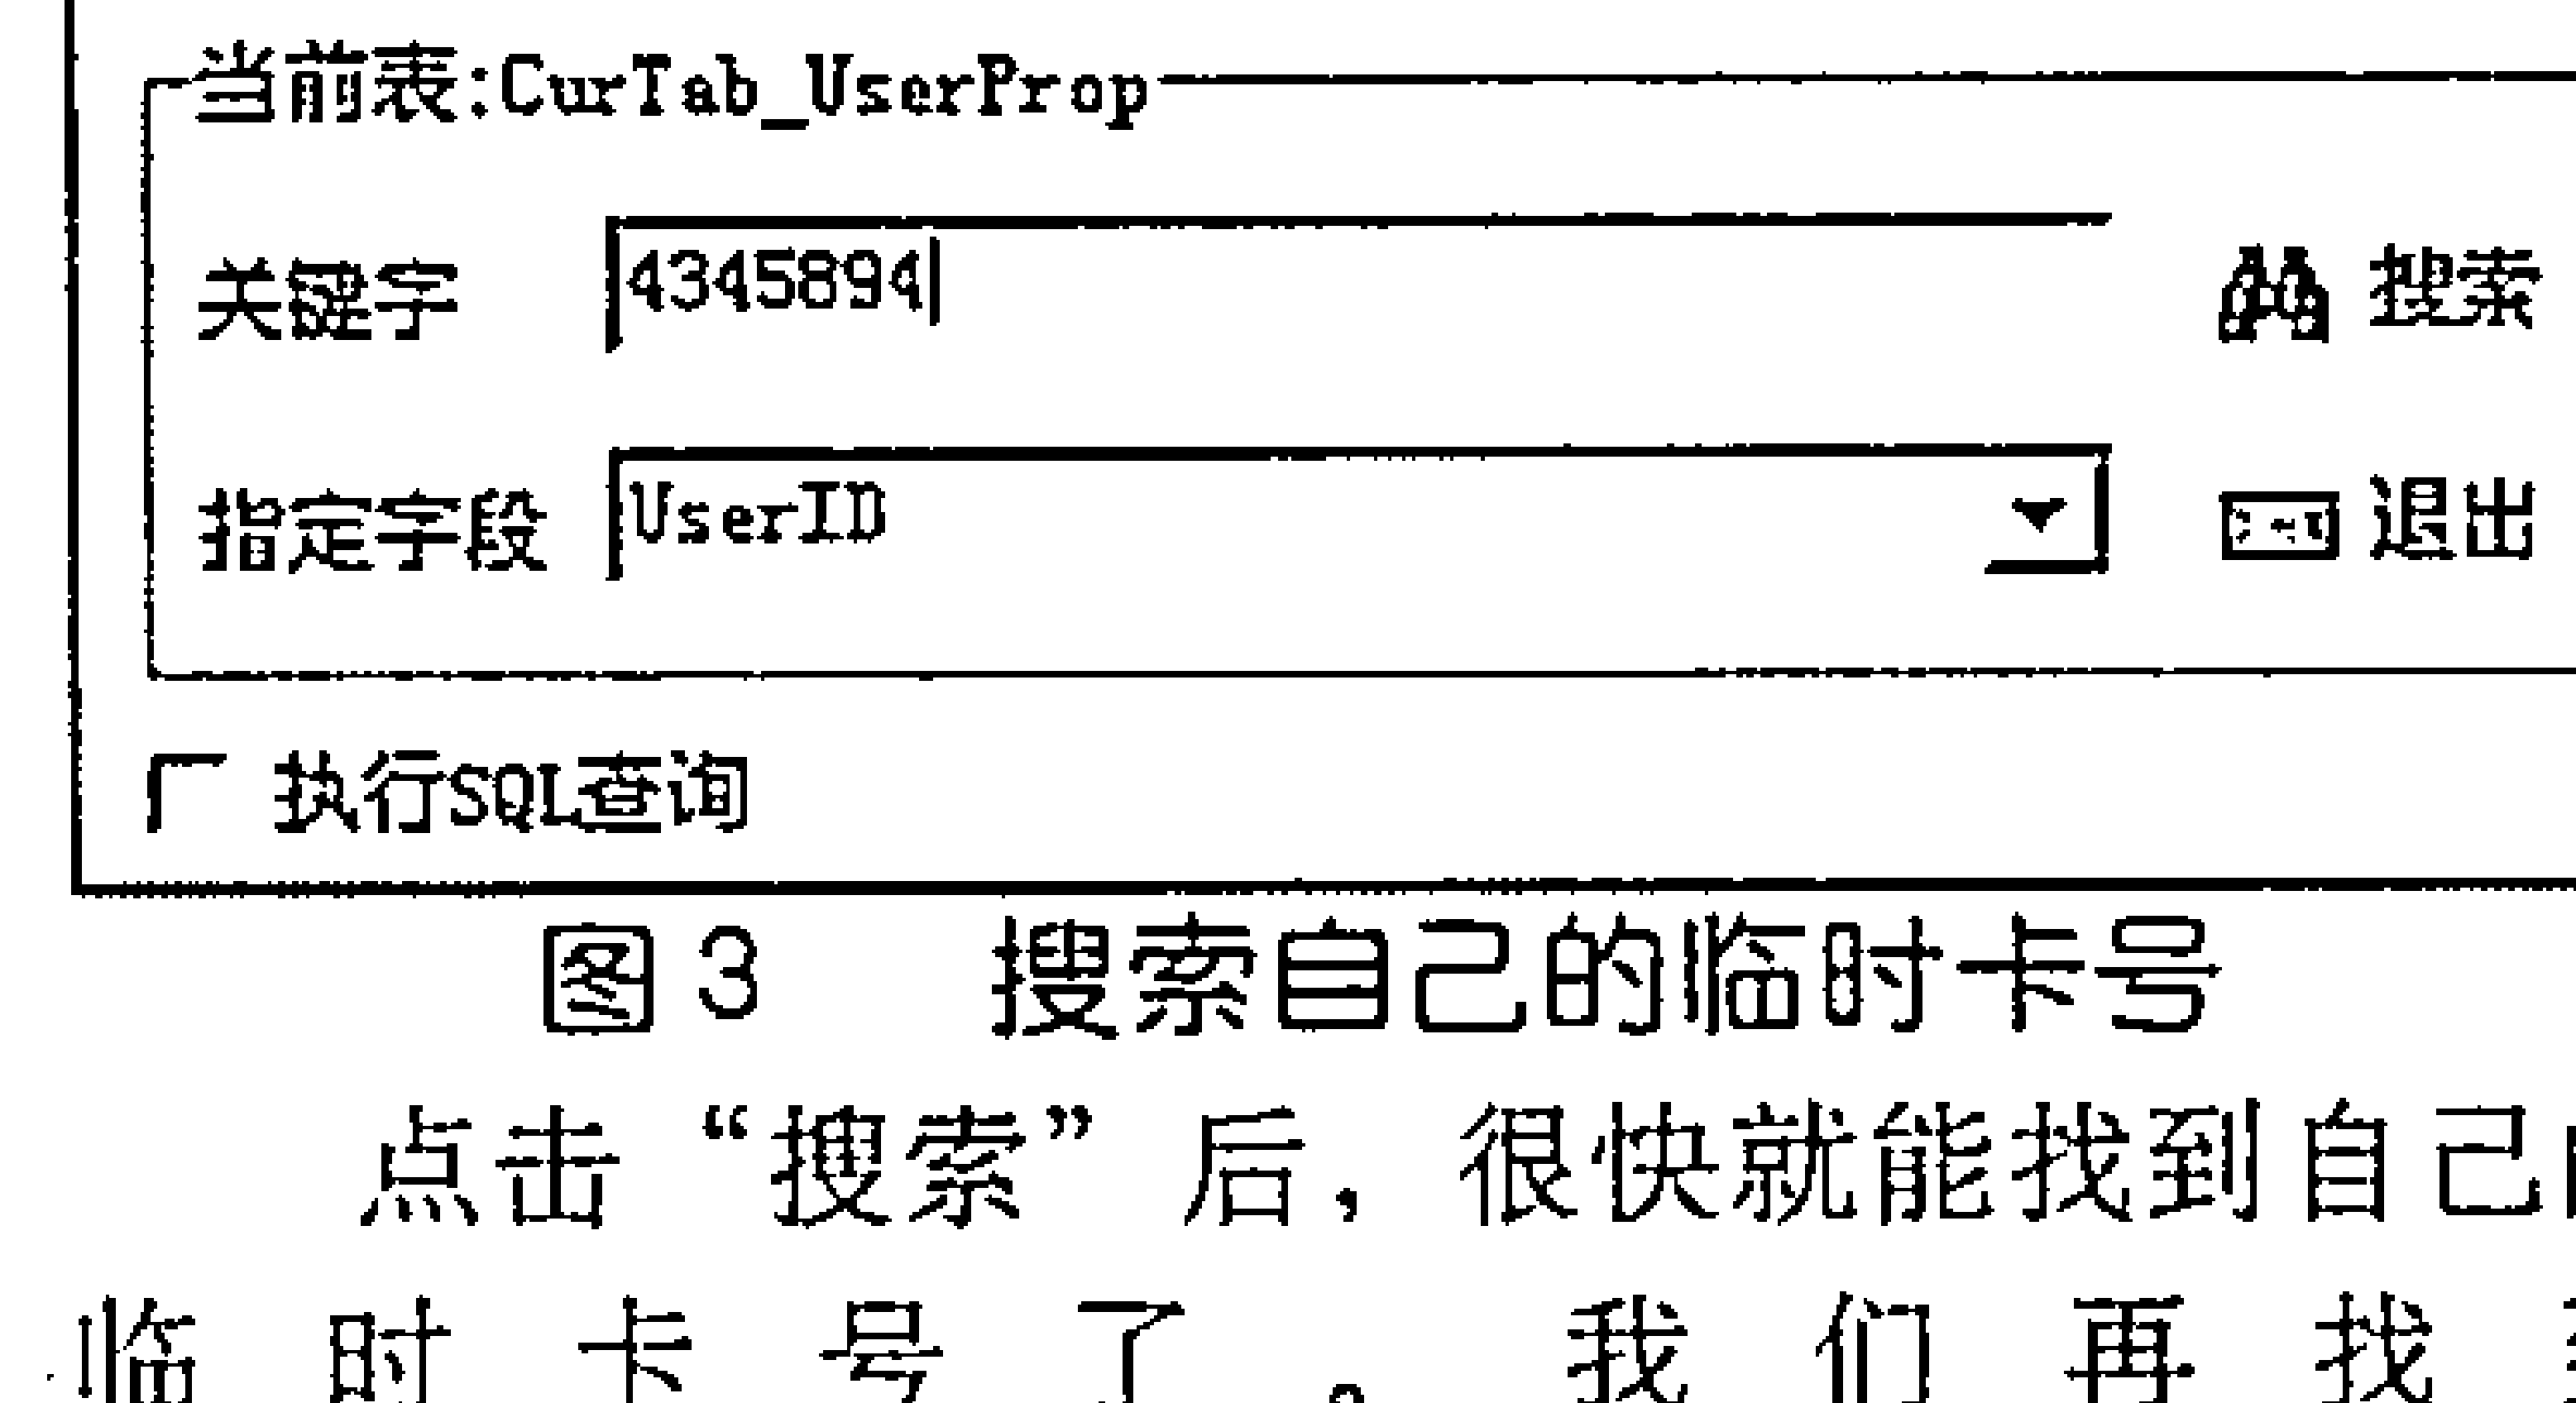 当前表:CurTab_UserProp
关键字 4345894 搜索
指定字段 UserID 退出
执行SQL查询
图3 搜索自己的临时卡号
点击“搜索”后，很快就能找到自己的
临时卡号了。我们再找到